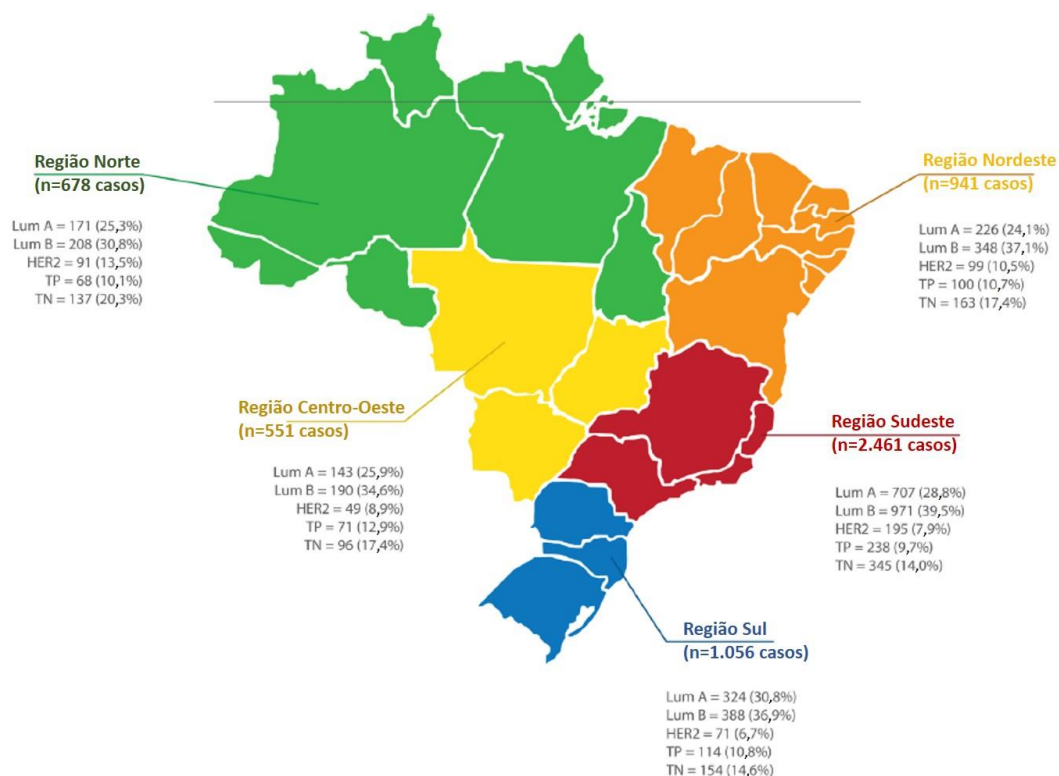 Região Norte
(n=678 casos)
Lum A = 171 (25,3%)
Lum B = 208 (30,8%)
HER2 = 91 (13,5%)
TP = 68 (10,1%)
TN = 137 (20,3%)
Região Nordeste
(n=941 casos)
Lum A = 226 (24,1%)
Lum B = 348 (37,1%)
HER2 = 99 (10,5%)
TP = 100 (10,7%)
TN = 163 (17,4%)
Região Centro-Oeste
(n=551 casos)
Lum A = 143 (25,9%)
Lum B = 190 (34,6%)
HER2 = 49 (8,9%)
TP = 71 (12,9%)
TN = 96 (17,4%)
Região Sudeste
(n=2.461 casos)
Lum A = 707 (28,8%)
Lum B = 971 (39,5%)
HER2 = 195 (7,9%)
TP = 238 (9,7%)
TN = 345 (14,0%)
Região Sul
(n=1.056 casos)
Lum A = 324 (30,8%)
Lum B = 388 (36,9%)
HER2 = 71 (6,7%)
TP = 114 (10,8%)
TN = 154 (14,6%)